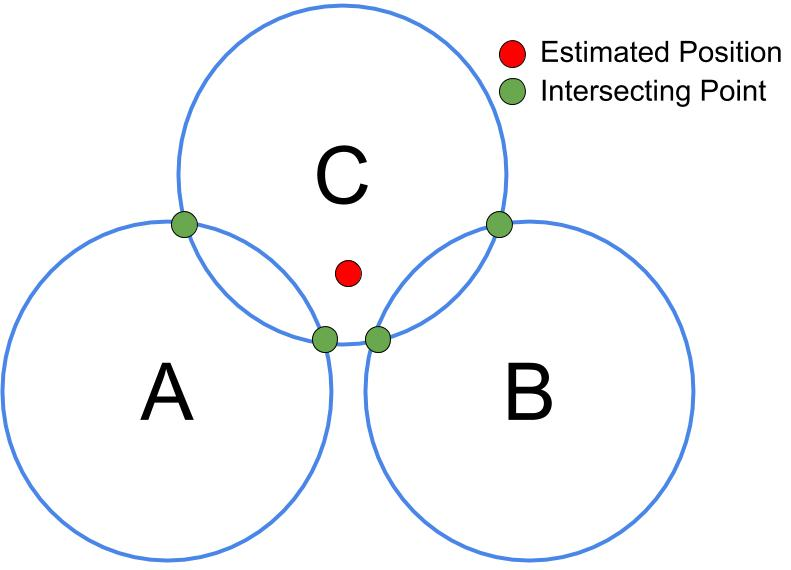 Estimated Position
Intersecting Point
C
A
B